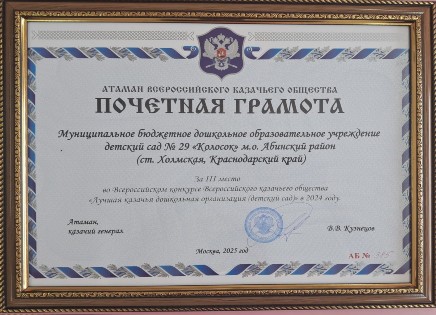 АТАМАН ВСЕРОССИЙСКОГО КАЗАЧЬЕГО ОБЩЕСТВА
ПОЧЕТНАЯ ГРАМОТА
Муниципальное бюджетное дошкольное образовательное учреждение
детский сад № 29 «Колосок» м.о. Абинский район
(ст. Холмская, Краснодарский край)
За III место
во Всероссийском конкурсе Всероссийского казачьего общества
«Лучшая казачья дошкольная организация (детский сад)» в 2024 году.
Атаман,
казачий генерал.
В.В. Кузнецов
Москва, 2025 год
АБ №